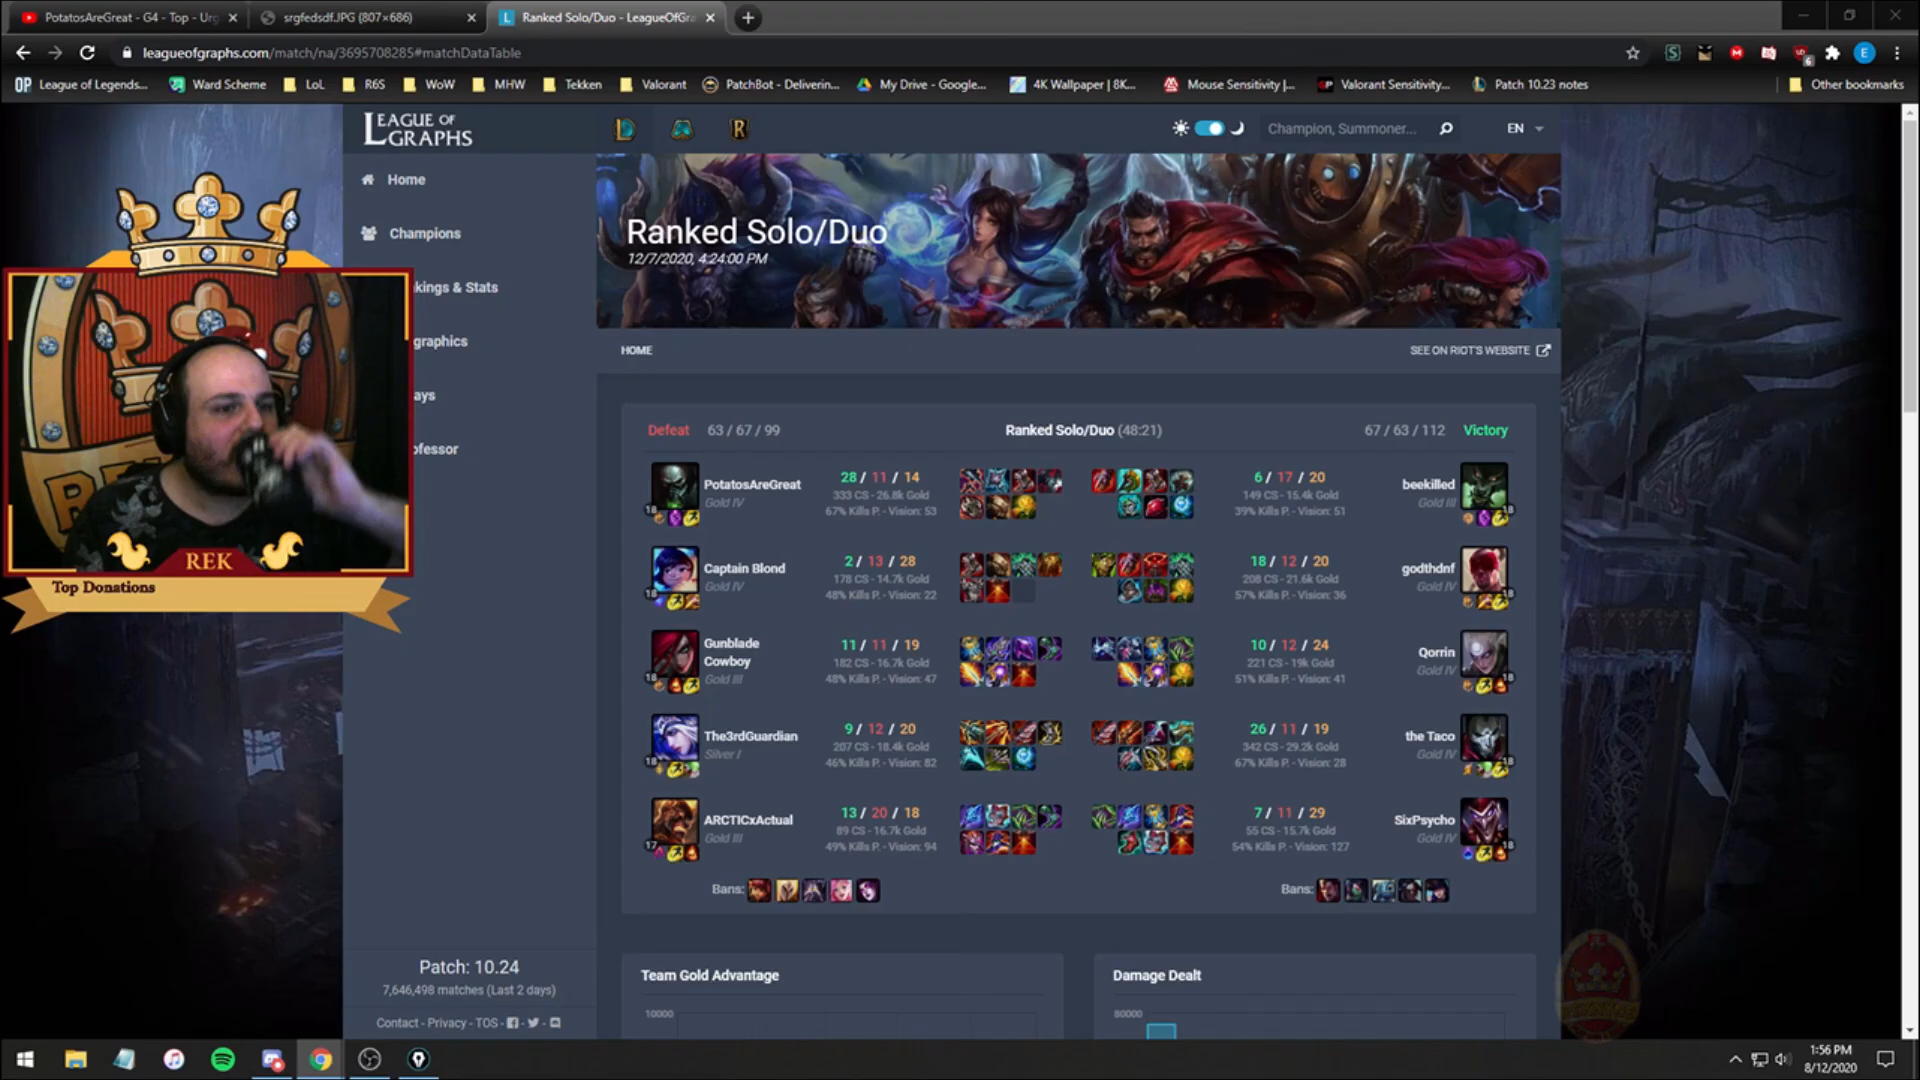 PotatosAreGreat - G4 - Top - Urg
srgfedsdf.JPG (807×686)
Ranked Solo/Duo - LeagueOfGra
leagueofgraphs.com/match/na/3695708285#matchDataTable
League of Legends...
Ward Scheme
LoL
R6S
WoW
MHW
Tekken
Valorant
PatchBot - Deliverin...
My Drive - Google...
4K Wallpaper | 8K...
Mouse Sensitivity |...
Valorant Sensitivity...
Patch 10.23 notes
Other bookmarks
LEAGUE OF GRAPHS
Champion, Summoner...
EN
Home
Champions
kings & Stats
graphics
ays
ofessor
Ranked Solo/Duo
12/7/2020, 4:24:00 PM
HOME
SEE ON RIOT'S WEBSITE
Defeat 63 / 67 / 99
Ranked Solo/Duo (48:21)
67 / 63 / 112 Victory
PotatosAreGreat
Gold IV
18
28 / 11 / 14
333 CS - 26.8k Gold
67% Kills P. - Vision: 53
6 / 17 / 20
149 CS - 15.4k Gold
39% Kills P. - Vision: 51
beekilled
Gold III
18
Captain Blond
Gold IV
18
2 / 13 / 28
178 CS - 14.7k Gold
48% Kills P. - Vision: 22
18 / 12 / 20
208 CS - 21.6k Gold
57% Kills P. - Vision: 36
godthdnf
Gold IV
18
Gunblade Cowboy
Gold III
18
11 / 11 / 19
182 CS - 16.7k Gold
48% Kills P. - Vision: 47
10 / 12 / 24
221 CS - 19k Gold
51% Kills P. - Vision: 41
Qorrin
Gold IV
18
The3rdGuardian
Silver I
18
9 / 12 / 20
207 CS - 18.4k Gold
46% Kills P. - Vision: 82
26 / 11 / 19
342 CS - 29.2k Gold
67% Kills P. - Vision: 28
the Taco
Gold IV
18
ARCTICxActual
Gold III
17
13 / 20 / 18
89 CS - 16.7k Gold
49% Kills P. - Vision: 94
7 / 11 / 29
55 CS - 15.7k Gold
54% Kills P. - Vision: 127
SixPsycho
Gold IV
18
Bans:
Bans:
REK
Top Donations
Patch: 10.24
7,646,498 matches (Last 2 days)
Contact - Privacy - TOS -
Team Gold Advantage
10000
Damage Dealt
80000
1:56 PM
8/12/2020